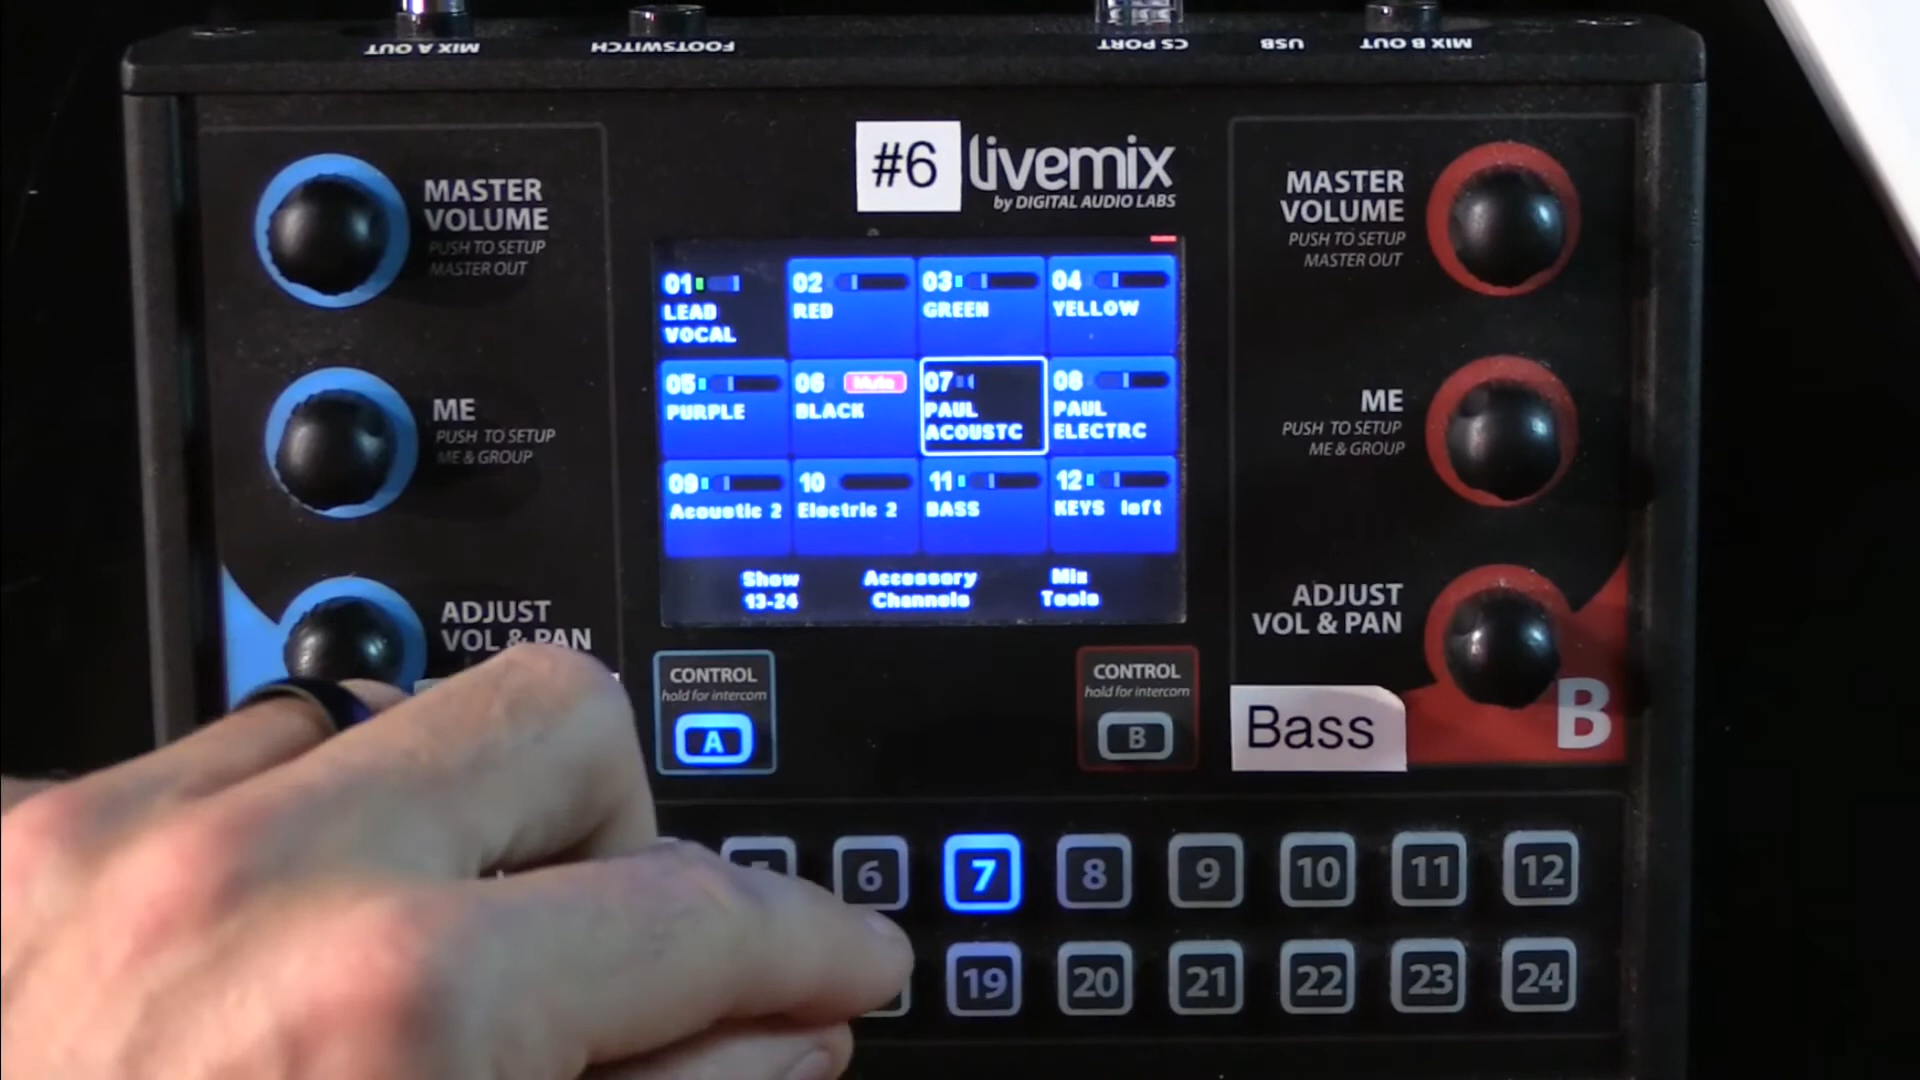 MIX A OUT
FOOTSWITCH
CS PORT
USB
MIX B OUT
#6
livemix
by DIGITAL AUDIO LABS
MASTER
VOLUME
PUSH TO SETUP
MASTER OUT
ME
PUSH TO SETUP
ME & GROUP
ADJUST
VOL & PAN
01
LEAD
VOCAL
02
RED
03
GREEN
04
YELLOW
05
PURPLE
06 Mute
BLACK
07
PAUL
ACOUSTC
08
PAUL
ELECTRC
09
Acoustic 2
10
Electric 2
11
BASS
12
KEYS left
Show
13-24
Accessory
Channels
Mix
Tools
MASTER
VOLUME
PUSH TO SETUP
MASTER OUT
ME
PUSH TO SETUP
ME & GROUP
ADJUST
VOL & PAN
B
Bass
CONTROL
hold for intercom
A
CONTROL
hold for intercom
B
6 7 8 9 10 11 12
19 20 21 22 23 24